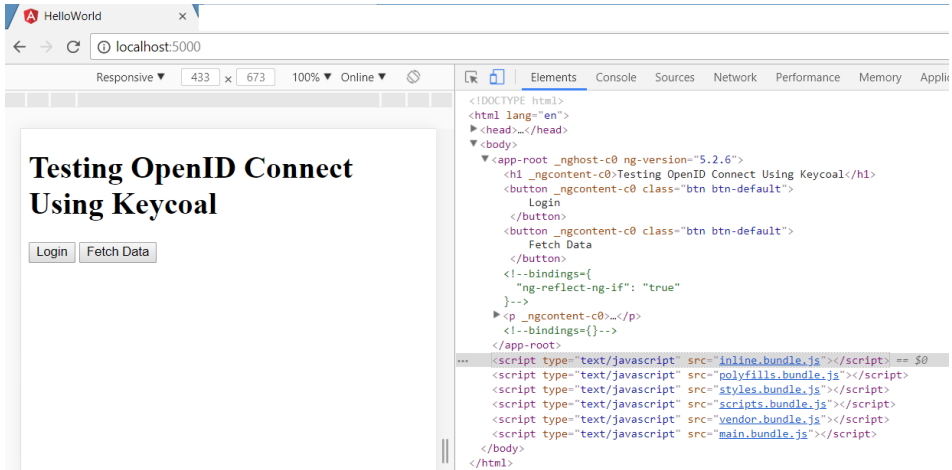 HelloWorld ×
localhost:5000
Responsive ▼ 433 x 673 100% ▼ Online ▼
Elements Console Sources Network Performance Memory Applic
Testing OpenID Connect
Using Keycoal
Login Fetch Data
<!DOCTYPE html>
<html lang="en">
▶<head>…</head>
▼<body>
▼<app-root _nghost-c0 ng-version="5.2.6">
<h1 _ngcontent-c0>Testing OpenID Connect Using Keycoal</h1>
<button _ngcontent-c0 class="btn btn-default">
Login
</button>
<button _ngcontent-c0 class="btn btn-default">
Fetch Data
</button>
<!--bindings={
"ng-reflect-ng-if": "true"
}-->
▶<p _ngcontent-c0>…</p>
<!--bindings={}-->
</app-root>
… <script type="text/javascript" src="inline.bundle.js"></script> == $0
<script type="text/javascript" src="polyfills.bundle.js"></script>
<script type="text/javascript" src="styles.bundle.js"></script>
<script type="text/javascript" src="scripts.bundle.js"></script>
<script type="text/javascript" src="vendor.bundle.js"></script>
<script type="text/javascript" src="main.bundle.js"></script>
</body>
</html>